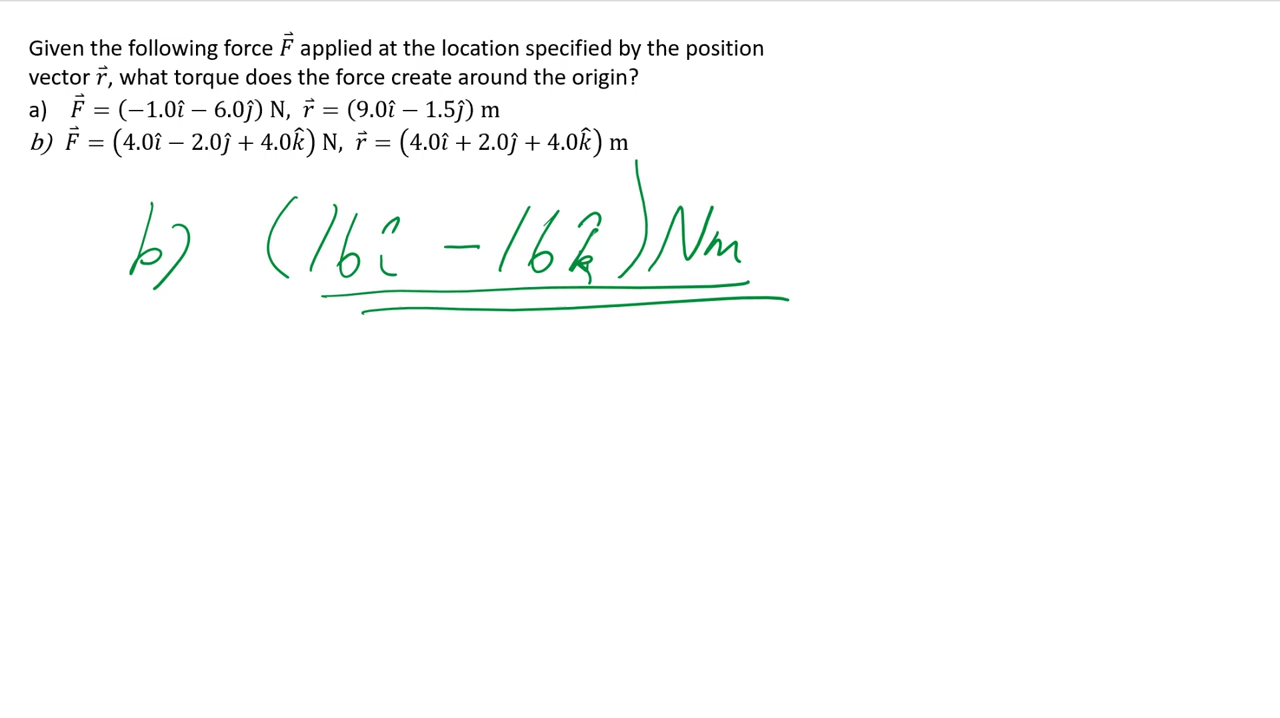 Given the following force F⃗ applied at the location specified by the position
vector r⃗, what torque does the force create around the origin?
a) F⃗ = (−1.0î − 6.0ĵ) N, r⃗ = (9.0î − 1.5ĵ) m
b) F⃗ = (4.0î − 2.0ĵ + 4.0k̂) N, r⃗ = (4.0î + 2.0ĵ + 4.0k̂) m
b) (16î − 16k̂) Nm